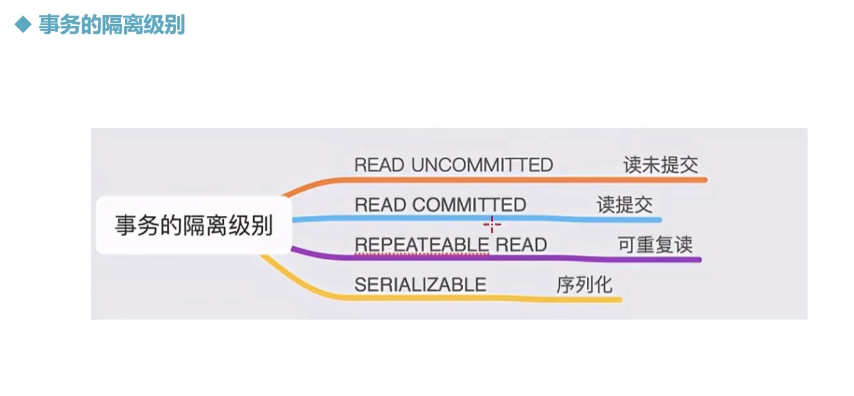 事务的隔离级别
READ UNCOMMITTED 读未提交
READ COMMITTED 读提交
事务的隔离级别
REPEATEABLE READ 可重复读
SERIALIZABLE 序列化